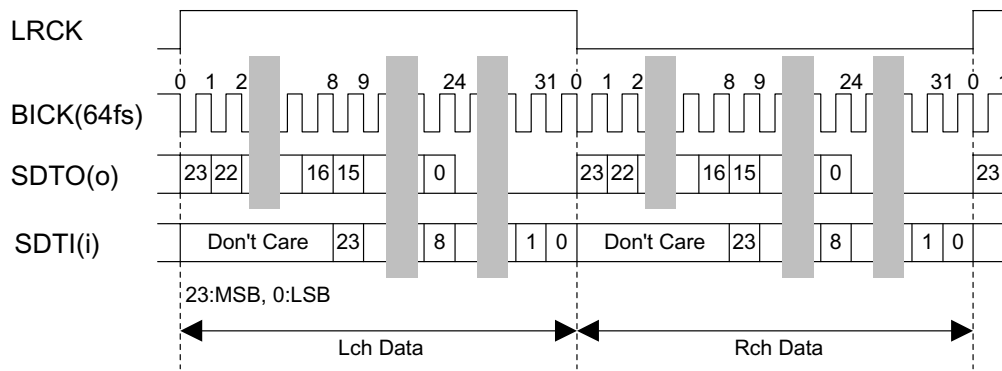 LRCK
0 1 2 8 9 24 31 0 1 2 8 9 24 31 0 1
BICK(64fs)
SDTO(o) 23 22 16 15 0 23 22 16 15 0 23
SDTI(i) Don't Care 23 8 1 0 Don't Care 23 8 1 0
23:MSB, 0:LSB
Lch Data Rch Data